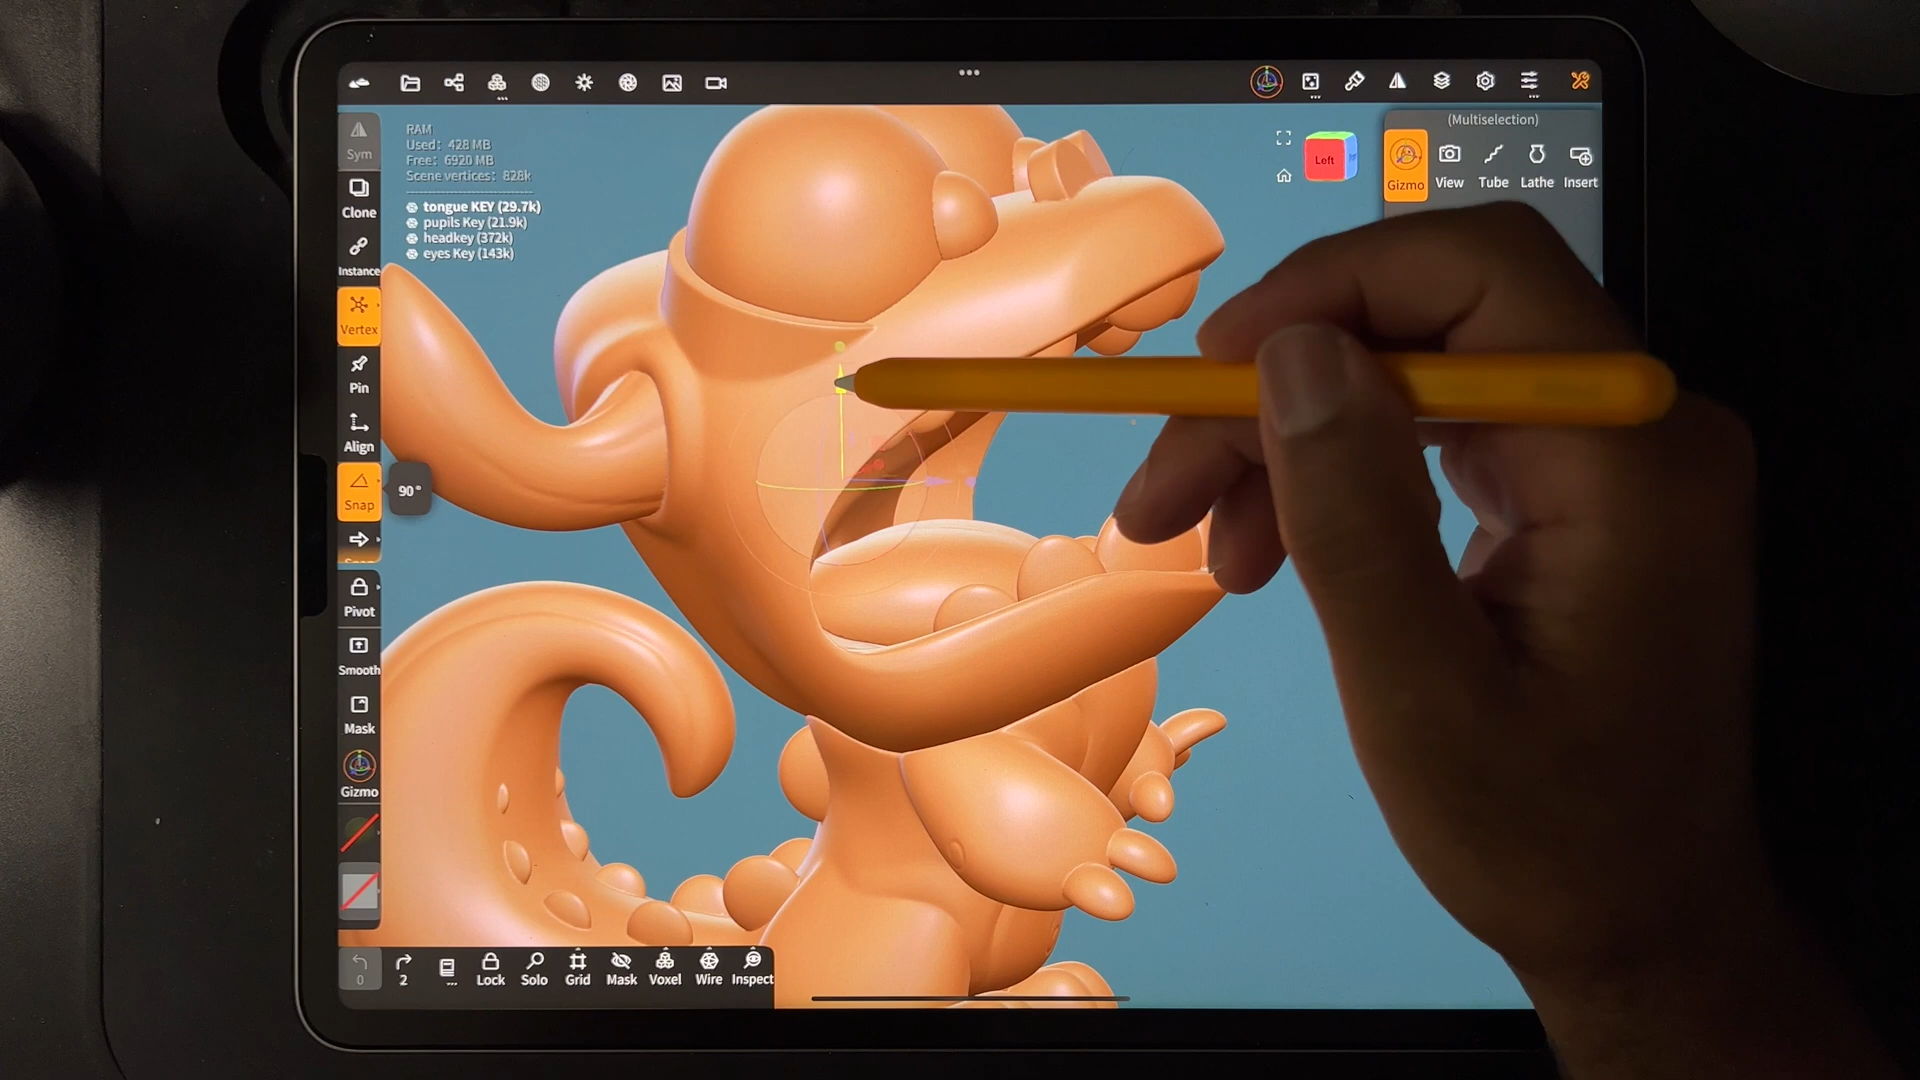 RAM
Used: 428 MB
Free: 6920 MB
Scene vertices: 828k
tongue KEY (29.7k)
pupils Key (21.9k)
headkey (372k)
eyes Key (143k)
Sym
Clone
Instance
Vertex
Pin
Align
Snap
90°
Pivot
Smooth
Mask
Gizmo
Left
(Multiselection)
Gizmo View Tube Lathe Insert
0 2 ... Lock Solo Grid Mask Voxel Wire Inspect